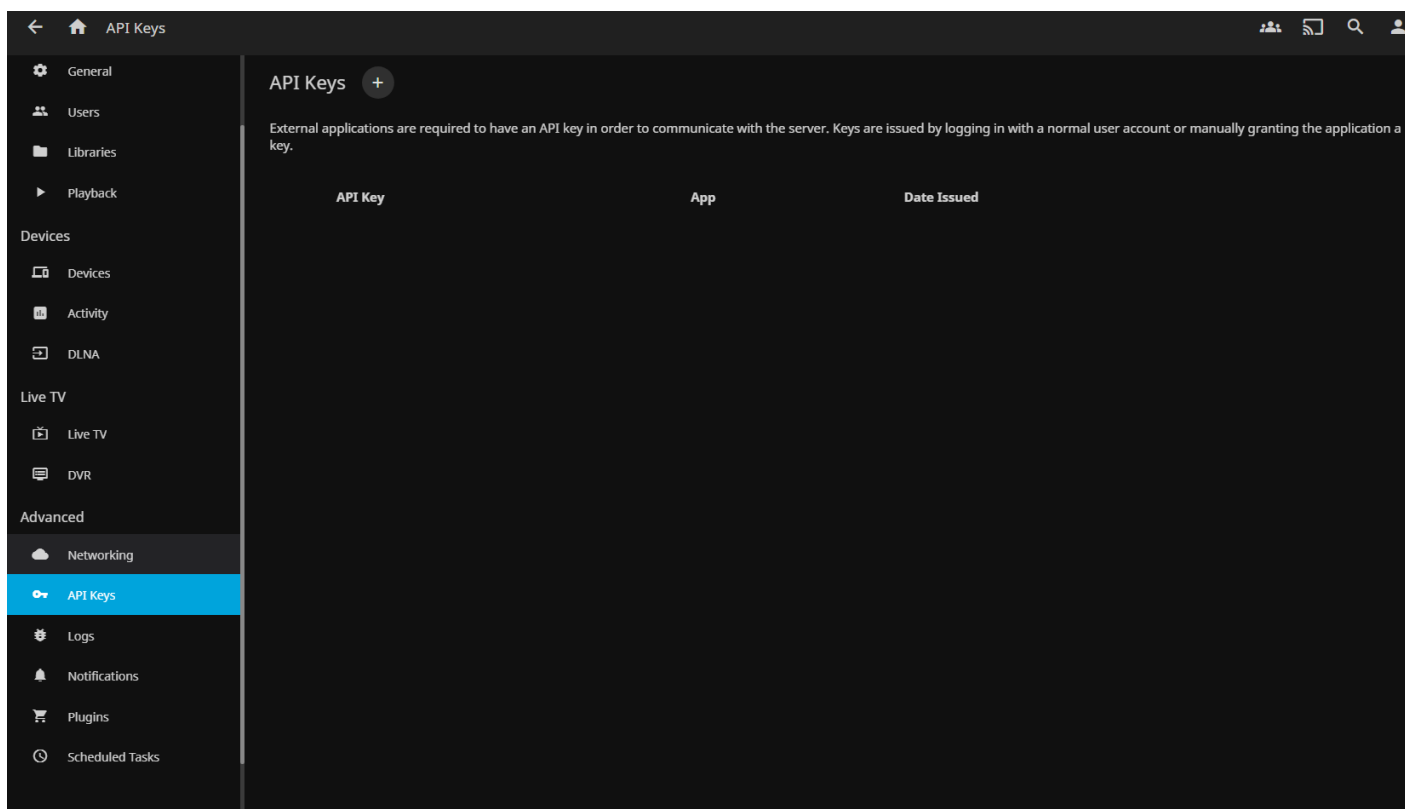 API Keys
General
Users
Libraries
Playback
Devices
Devices
Activity
DLNA
Live TV
Live TV
DVR
Advanced
Networking
API Keys
Logs
Notifications
Plugins
Scheduled Tasks
API Keys +
External applications are required to have an API key in order to communicate with the server. Keys are issued by logging in with a normal user account or manually granting the application a
key.
API Key App Date Issued